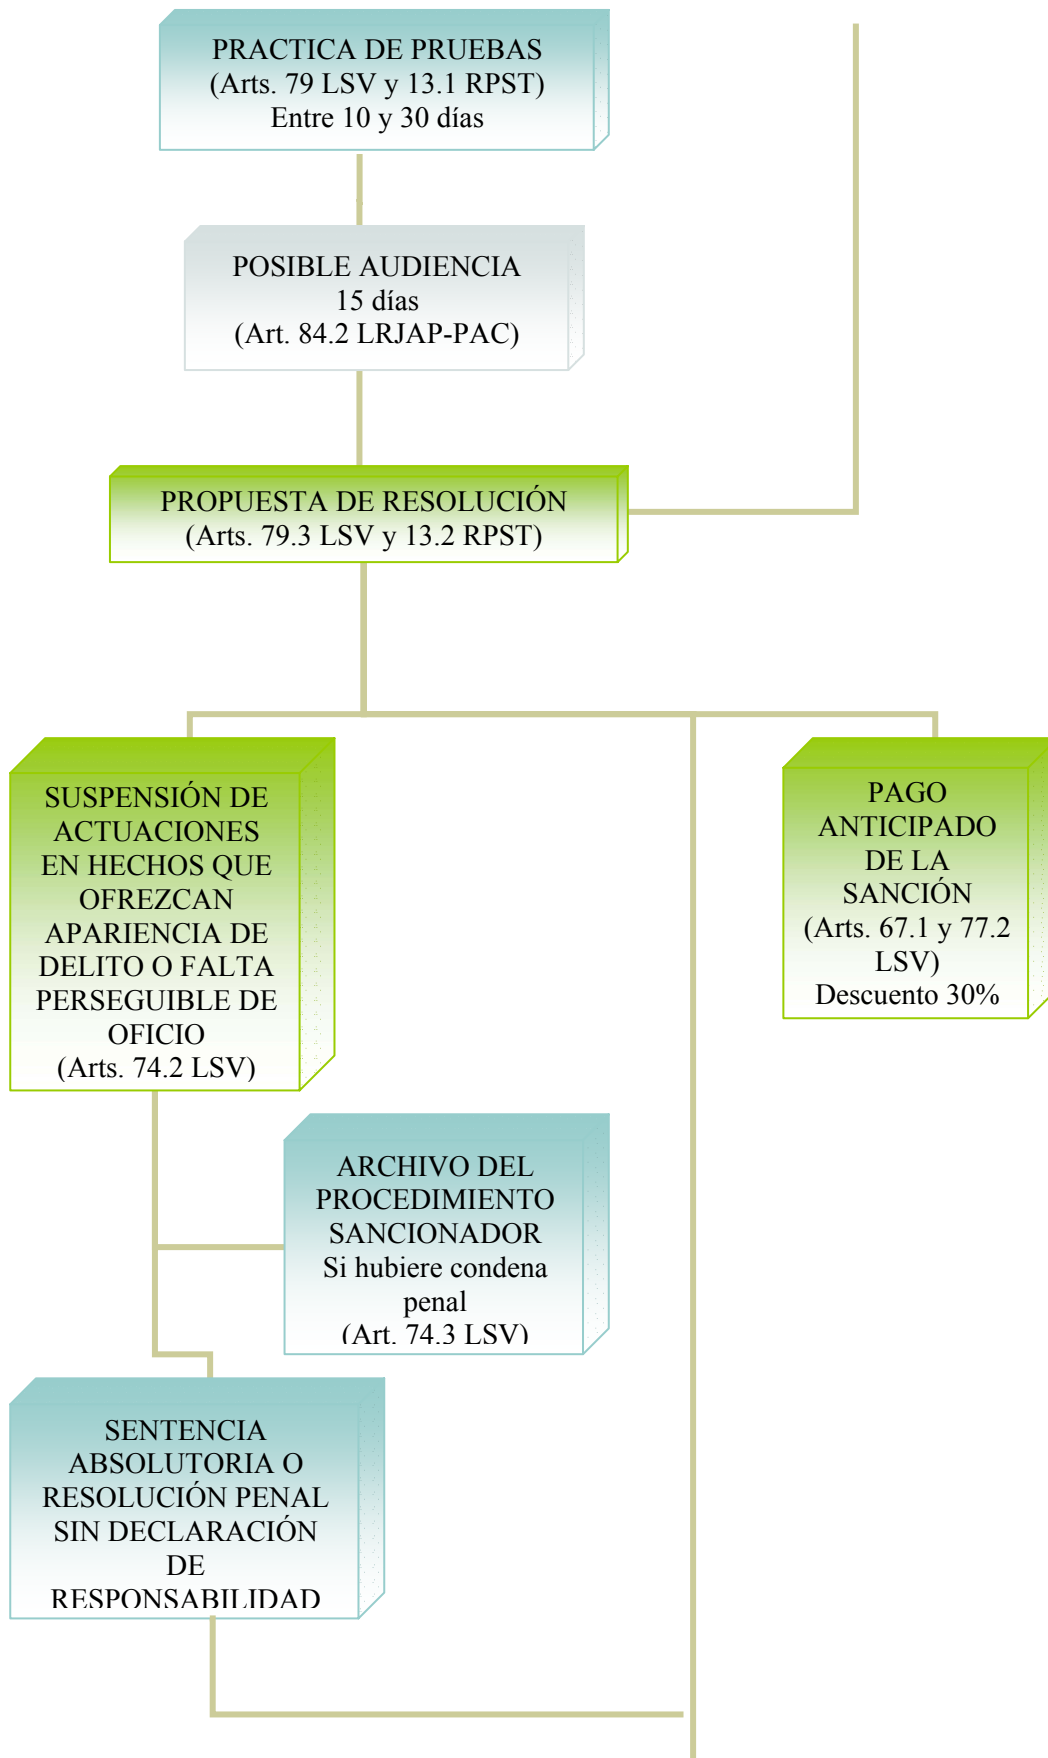 PRACTICA DE PRUEBAS
(Arts. 79 LSV y 13.1 RPST)
Entre 10 y 30 días
POSIBLE AUDIENCIA
15 días
(Art. 84.2 LRJAP-PAC)
PROPUESTA DE RESOLUCIÓN
(Arts. 79.3 LSV y 13.2 RPST)
SUSPENSIÓN DE
ACTUACIONES
EN HECHOS QUE
OFREZCAN
APARIENCIA DE
DELITO O FALTA
PERSEGUIBLE DE
OFICIO
(Arts. 74.2 LSV)
PAGO
ANTICIPADO
DE LA
SANCIÓN
(Arts. 67.1 y 77.2
LSV)
Descuento 30%
ARCHIVO DEL
PROCEDIMIENTO
SANCIONADOR
Si hubiere condena
penal
(Art. 74.3 LSV)
SENTENCIA
ABSOLUTORIA O
RESOLUCIÓN PENAL
SIN DECLARACIÓN
DE
RESPONSABILIDAD